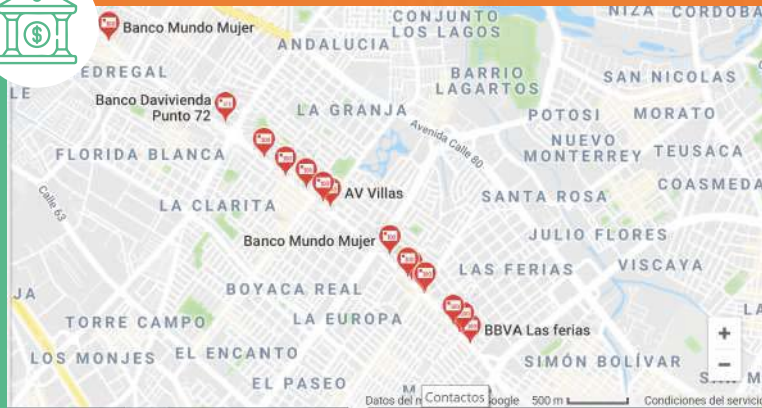 $
Banco Mundo Mujer
CONJUNTO
LOS LAGOS
NIZA CORDOBA
ANDALUCIA
EDREGAL
LE
BARRIO
LAGARTOS
SAN NICOLAS
Banco Davivienda
Punto 72
LA GRANJA
POTOSI
MORATO
Avenida Calle 80
NUEVO
MONTERREY
TEUSACA
FLORIDA BLANCA
COASMEDA
Calle 63
LA CLARITA
AV Villas
SANTA ROSA
Banco Mundo Mujer
JULIO FLORES
LAS FERIAS
VISCAYA
JA
BOYACA REAL
TORRE CAMPO
LA EUROPA
BBVA Las ferias
LA
+
LOS MONJES
EL ENCANTO
SIMÓN BOLÍVAR
−
EL PASEO
Datos del
Contactos
oogle
500 m
Condiciones del servicio